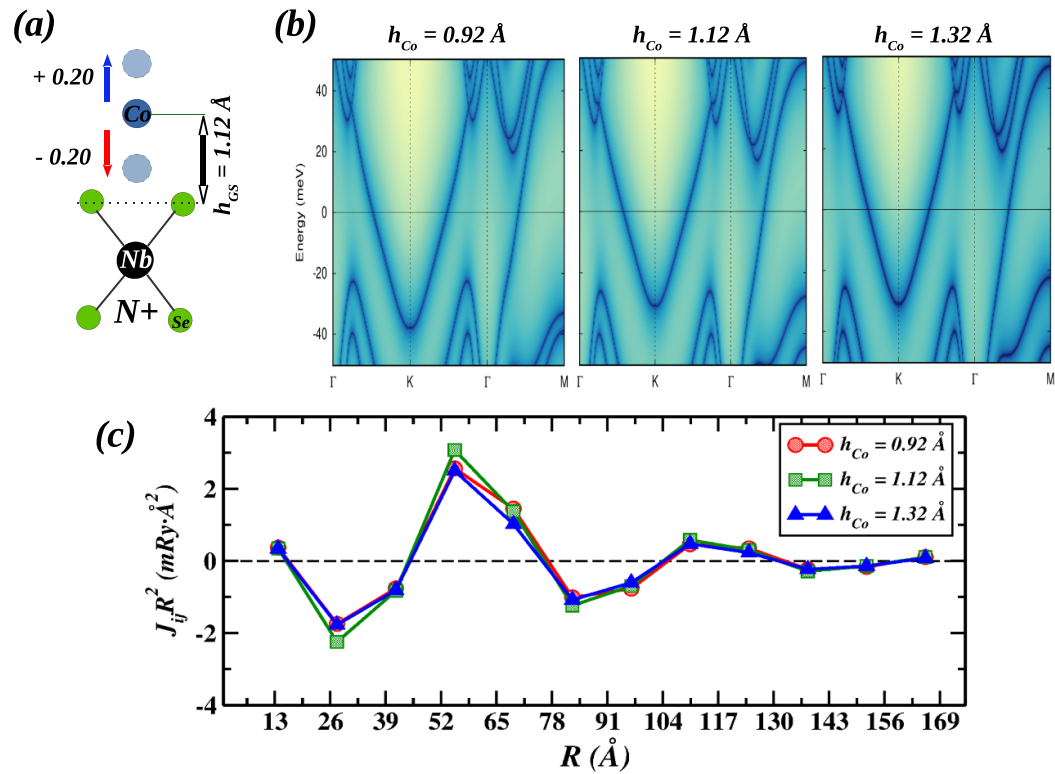 (a)
+ 0.20
Co
- 0.20
h_GS = 1.12 Å
Nb
N+
Se
(b)
h_Co = 0.92 Å
h_Co = 1.12 Å
h_Co = 1.32 Å
Energy (meV)
40
20
0
-20
-40
Γ K Γ M
Γ K Γ M
Γ K Γ M
(c)
J_ij R² (mRy·Å²)
4
2
0
-2
-4
h_Co = 0.92 Å
h_Co = 1.12 Å
h_Co = 1.32 Å
13 26 39 52 65 78 91 104 117 130 143 156 169
R (Å)